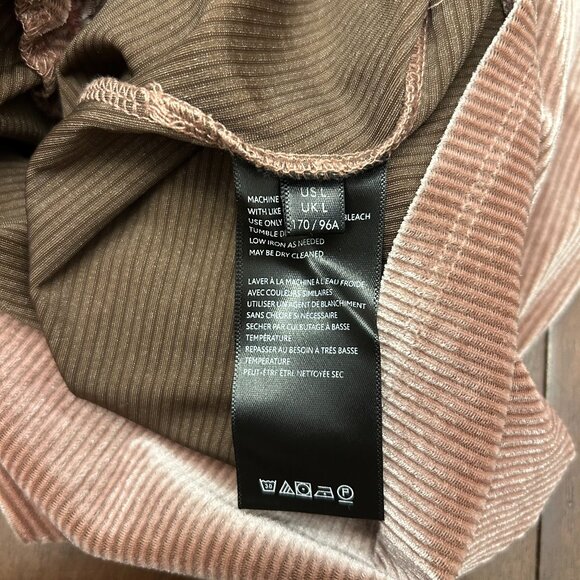 US L
UK L
170 / 96A
MACHINE
WITH LIKE
USE ONLY BLEACH
TUMBLE
LOW IRON AS NEEDED
MAY BE DRY CLEANED
LAVER À LA MACHINE À L'EAU FROIDE
AVEC COULEURS SIMILAIRES
UTILISER UN AGENT DE BLANCHIMENT
SANS CHLORE SI NÉCESSAIRE
SECHER PAR CULBUTAGE À BASSE
TEMPÉRATURE
REPASSER AU BESOIN À TRÈS BASSE
TEMPÉRATURE
PEUT-ÊTRE ÊTRE NETTOYÉE SEC
30
P